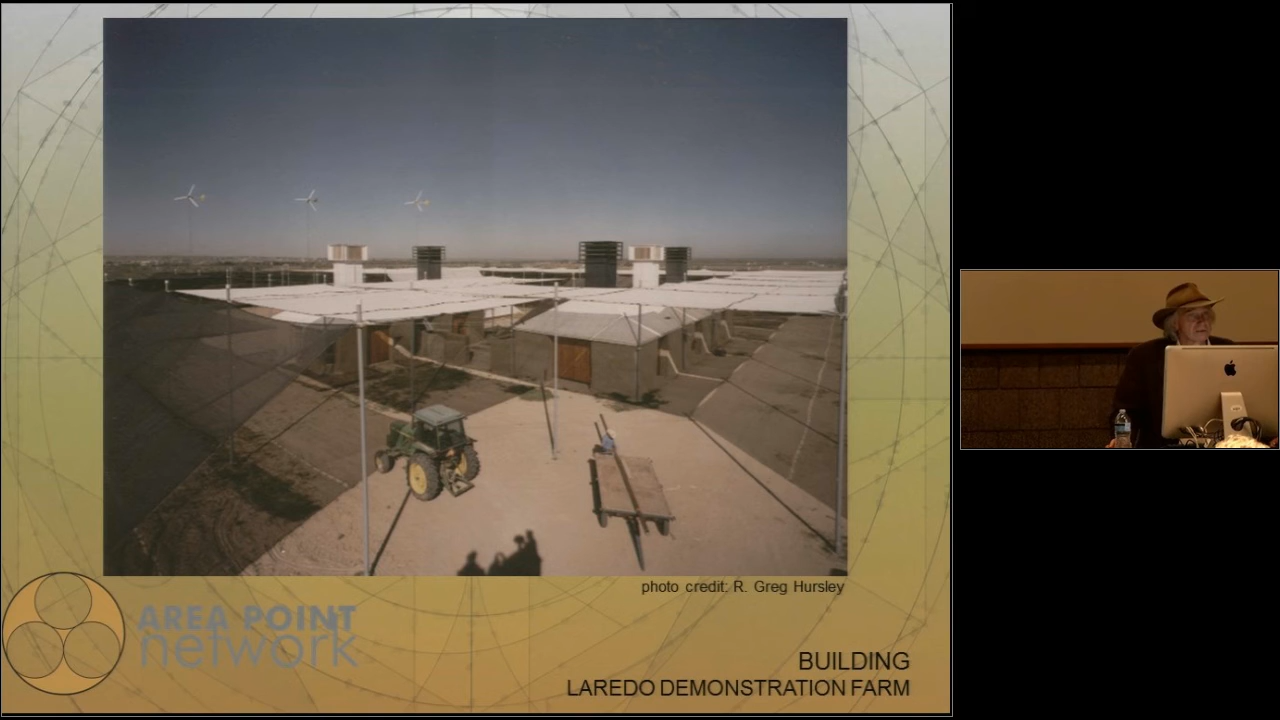 photo credit: R. Greg Hursley
AREA POINT
network
BUILDING
LAREDO DEMONSTRATION FARM